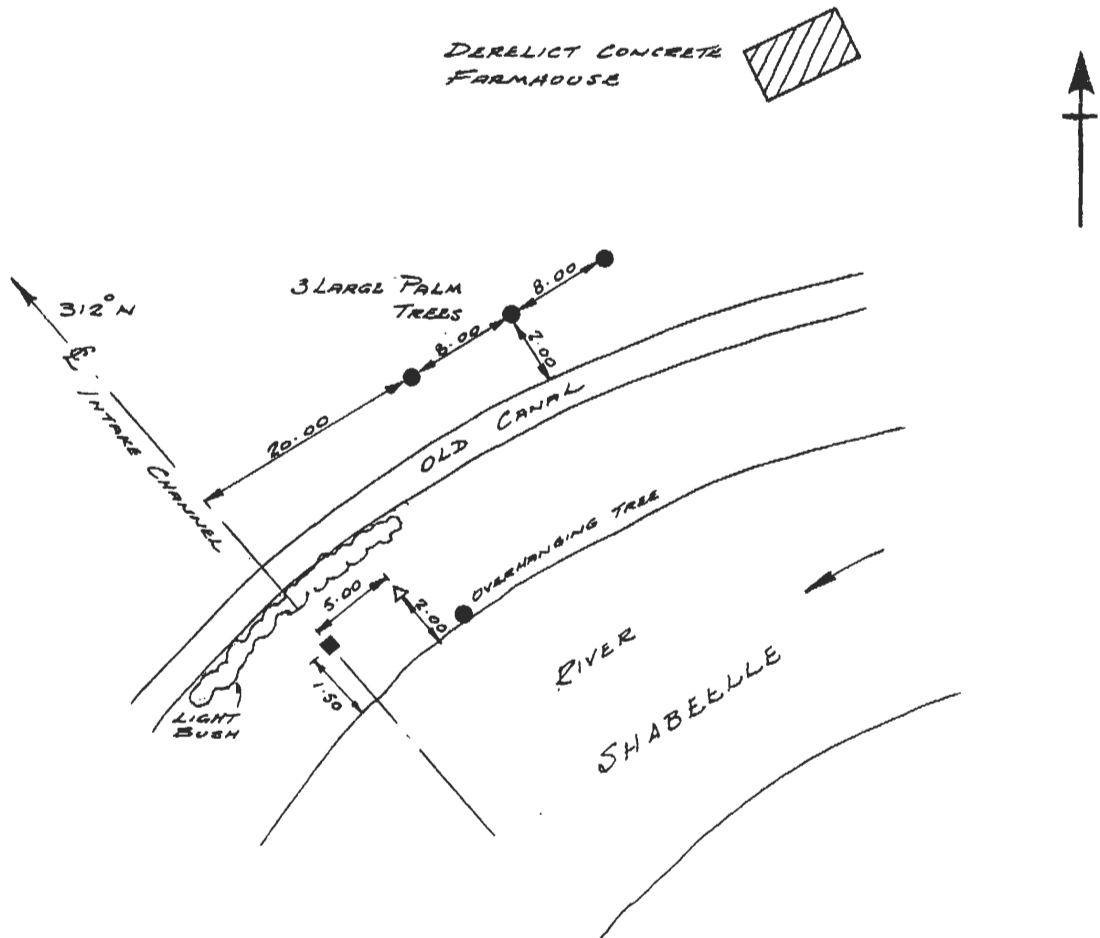 DERELICT CONCRETE
FARMHOUSE
3 LARGE PALM
TREES
8.00
8.00
2.00
20.00
312° N
℄ INTAKE CHANNEL
OLD CANAL
OVERHANGING TREE
5.00
2.00
1.50
LIGHT
BUSH
RIVER
SHABEELLE